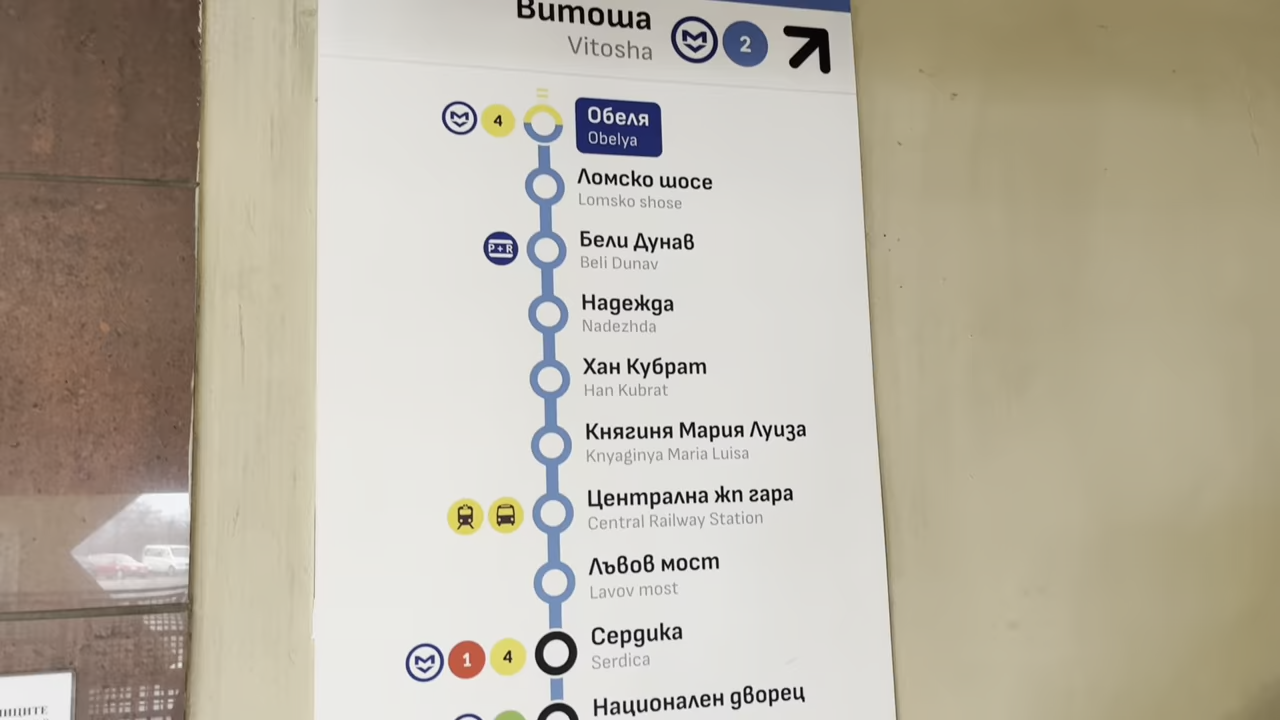 Витоша
Vitosha
2
4
Обеля
Obelya
Ломско шосе
Lomsko shose
P+R
Бели Дунав
Beli Dunav
Надежда
Nadezhda
Хан Кубрат
Han Kubrat
Княгиня Мария Луиза
Knyaginya Maria Luisa
Централна жп гара
Central Railway Station
Лъвов мост
Lavov most
1 4
Сердика
Serdica
Национален дворец